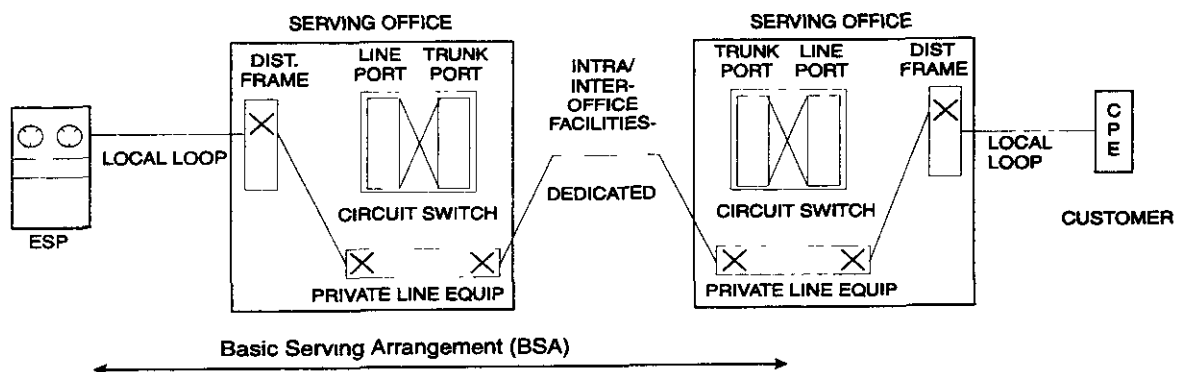 SERVING OFFICE
DIST.
FRAME
LINE
PORT
TRUNK
PORT
LOCAL LOOP
ESP
CIRCUIT SWITCH
PRIVATE LINE EQUIP
INTRA/
INTER-
OFFICE
FACILITIES-
DEDICATED
SERVING OFFICE
TRUNK
PORT
LINE
PORT
DIST
FRAME
CIRCUIT SWITCH
PRIVATE LINE EQUIP
LOCAL
LOOP
CPE
CUSTOMER
Basic Serving Arrangement (BSA)